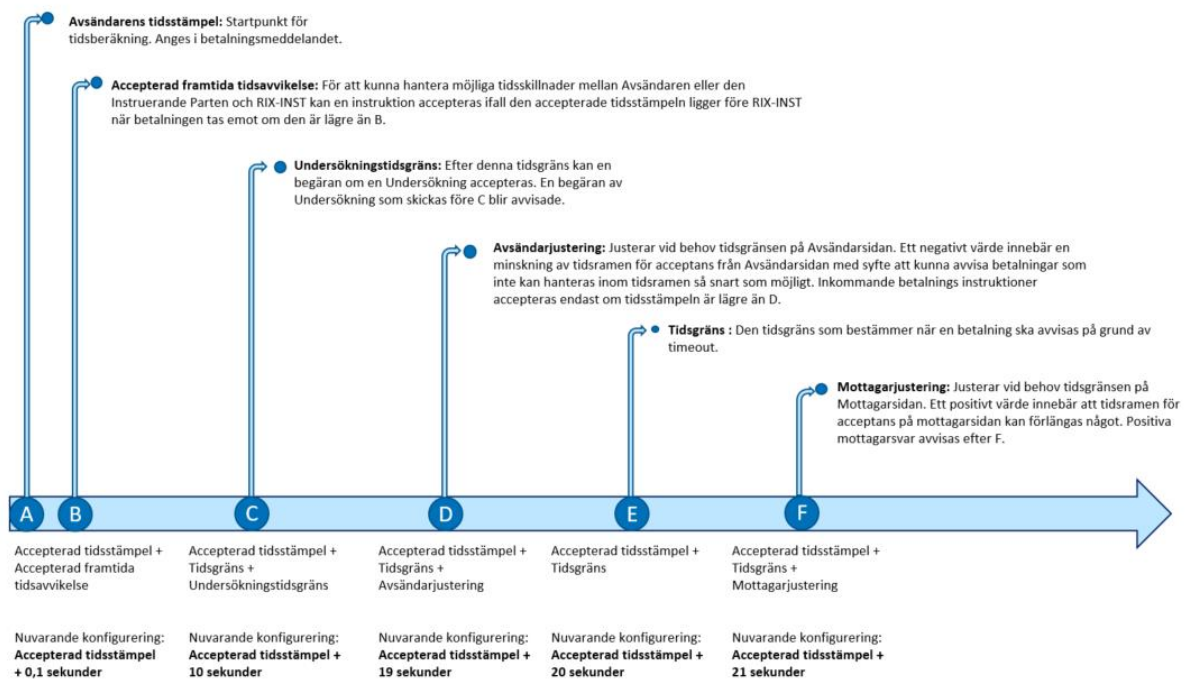 Avsändarens tidsstämpel: Startpunkt för
tidsberäkning. Anges i betalningsmeddelandet.
Accepterad framtida tidsavvikelse: För att kunna hantera möjliga tidsskillnader mellan Avsändaren eller den
Instruerande Parten och RIX-INST kan en instruktion accepteras ifall den accepterade tidsstämpeln ligger före RIX-INST
när betalningen tas emot om den är lägre än B.
Undersökningstidsgräns: Efter denna tidsgräns kan en
begäran om en Undersökning accepteras. En begäran av
Undersökning som skickas före C blir avvisade.
Avsändarjustering: Justerar vid behov tidsgränsen på Avsändarsidan. Ett negativt värde innebär en
minskning av tidsramen för acceptans från Avsändarsidan med syfte att kunna avvisa betalningar som
inte kan hanteras inom tidsramen så snart som möjligt. Inkommande betalnings instruktioner
accepteras endast om tidsstämpeln är lägre än D.
Tidsgräns : Den tidsgräns som bestämmer när en betalning ska avvisas på grund av
timeout.
Mottagarjustering: Justerar vid behov tidsgränsen på
Mottagarsidan. Ett positivt värde innebär att tidsramen för
acceptans på mottagarsidan kan förlängas något. Positiva
mottagarsvar avvisas efter F.
A
B
C
D
E
F
Accepterad tidsstämpel +
Accepterad framtida
tidsavvikelse
Accepterad tidsstämpel +
Tidsgräns +
Undersökningstidsgräns
Accepterad tidsstämpel +
Tidsgräns +
Avsändarjustering
Accepterad tidsstämpel +
Tidsgräns
Accepterad tidsstämpel +
Tidsgräns +
Mottagarjustering
Nuvarande konfigurering:
Accepterad tidsstämpel
+ 0,1 sekunder
Nuvarande konfigurering:
Accepterad tidsstämpel +
10 sekunder
Nuvarande konfigurering:
Accepterad tidsstämpel +
19 sekunder
Nuvarande konfigurering:
Accepterad tidsstämpel +
20 sekunder
Nuvarande konfigurering:
Accepterad tidsstämpel +
21 sekunder